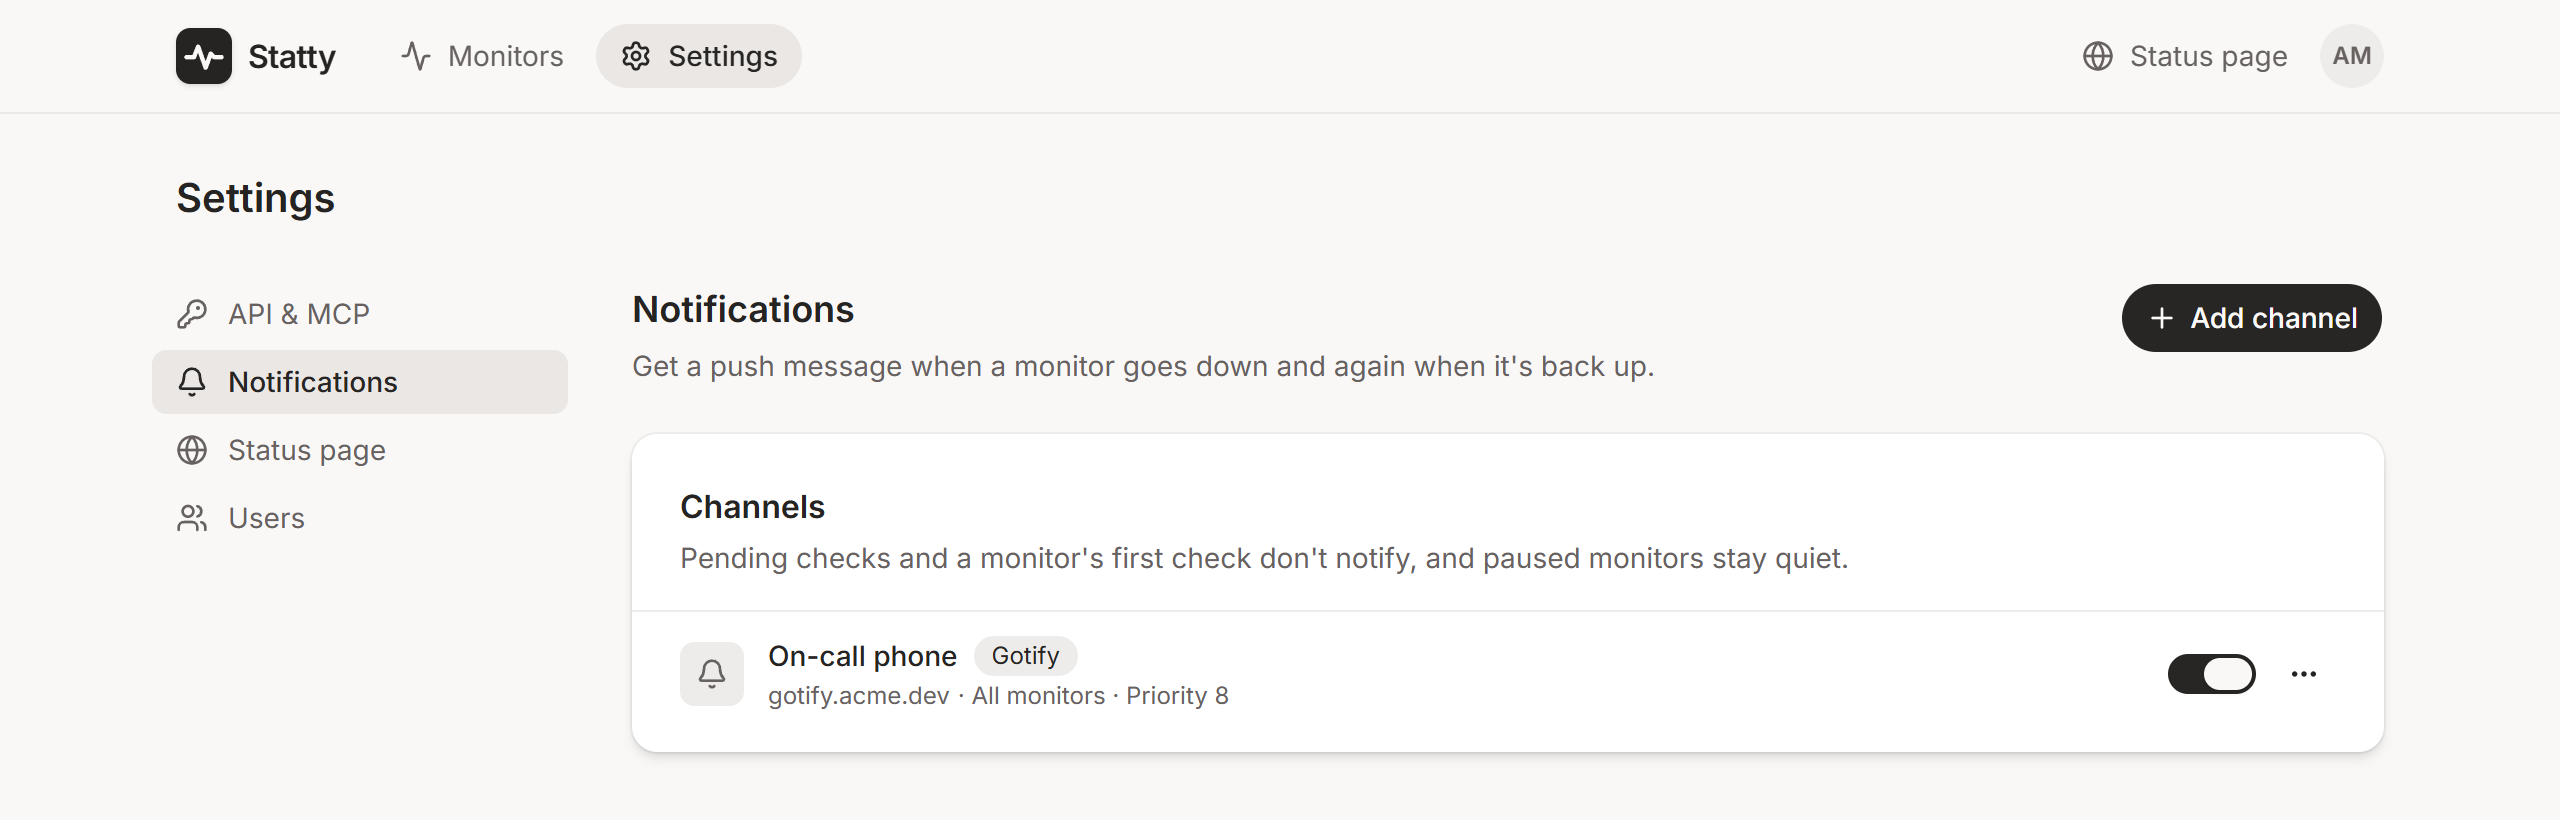 Statty
Monitors
Settings
Status page
AM
Settings
API & MCP
Notifications
Status page
Users
Notifications
Get a push message when a monitor goes down and again when it's back up.
Add channel
Channels
Pending checks and a monitor's first check don't notify, and paused monitors stay quiet.
On-call phone
Gotify
gotify.acme.dev · All monitors · Priority 8